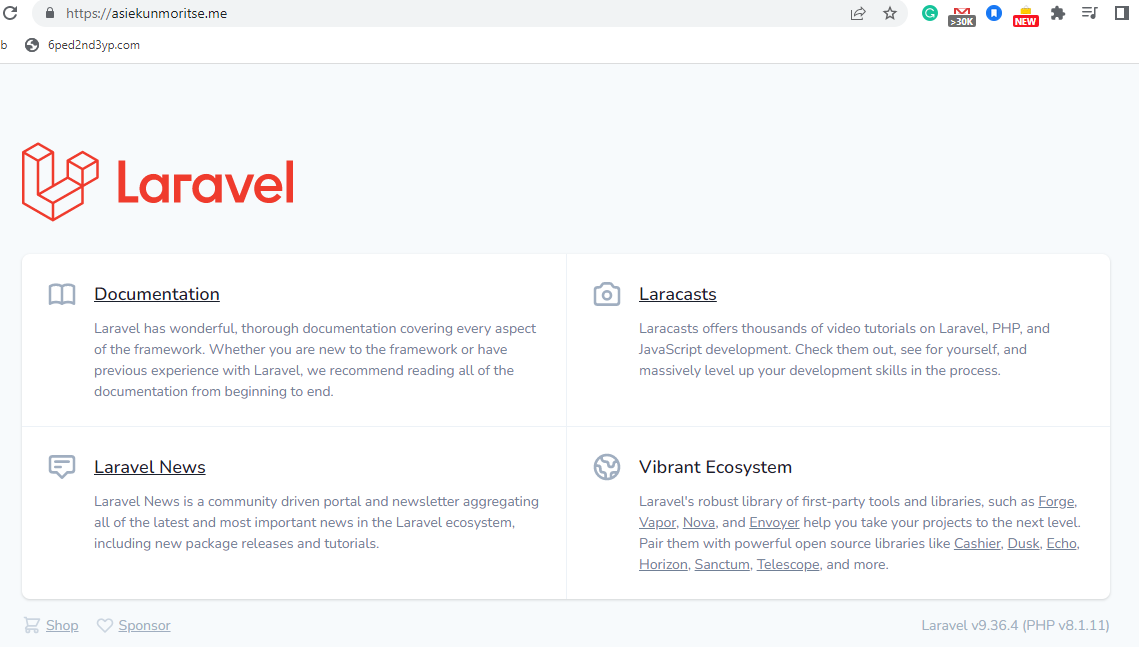 https://asiekunmoritse.me
>30K
NEW
b
6ped2nd3yp.com
Laravel
Documentation
Laravel has wonderful, thorough documentation covering every aspect
of the framework. Whether you are new to the framework or have
previous experience with Laravel, we recommend reading all of the
documentation from beginning to end.
Laracasts
Laracasts offers thousands of video tutorials on Laravel, PHP, and
JavaScript development. Check them out, see for yourself, and
massively level up your development skills in the process.
Laravel News
Laravel News is a community driven portal and newsletter aggregating
all of the latest and most important news in the Laravel ecosystem,
including new package releases and tutorials.
Vibrant Ecosystem
Laravel's robust library of first-party tools and libraries, such as Forge,
Vapor, Nova, and Envoyer help you take your projects to the next level.
Pair them with powerful open source libraries like Cashier, Dusk, Echo,
Horizon, Sanctum, Telescope, and more.
Shop
Sponsor
Laravel v9.36.4 (PHP v8.1.11)